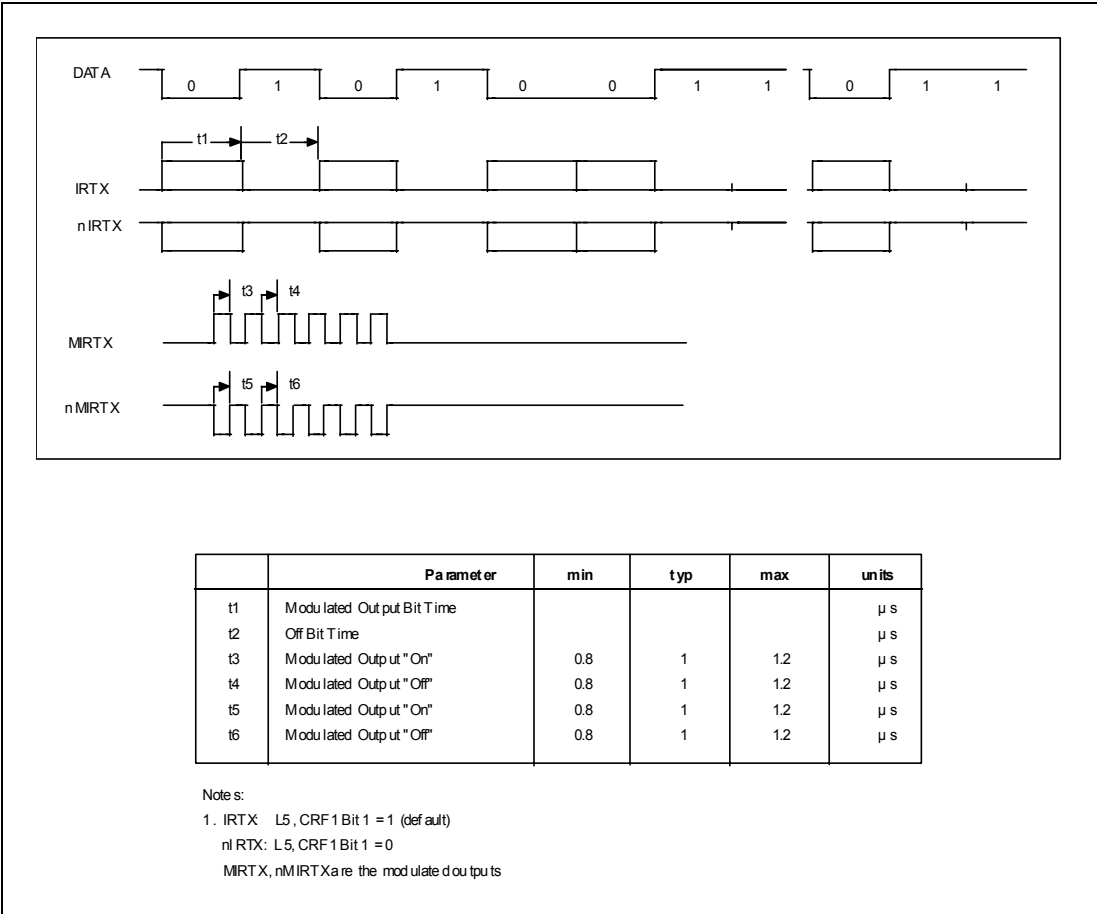 DATA 0 1 0 1 0 0 1 1 0 1 1
t1 t2
IRTX
nIRTX
t3 t4
MIRTX
t5 t6
nMIRTX
Parameter min typ max units
t1 Modulated Output Bit Time µs
t2 Off Bit Time µs
t3 Modulated Output "On" 0.8 1 1.2 µs
t4 Modulated Output "Off" 0.8 1 1.2 µs
t5 Modulated Output "On" 0.8 1 1.2 µs
t6 Modulated Output "Off" 0.8 1 1.2 µs
Notes:
1. IRTX: L5, CRF1 Bit 1 = 1 (default)
nIRTX: L5, CRF1 Bit 1 = 0
MIRTX, nMIRTX are the modulated outputs